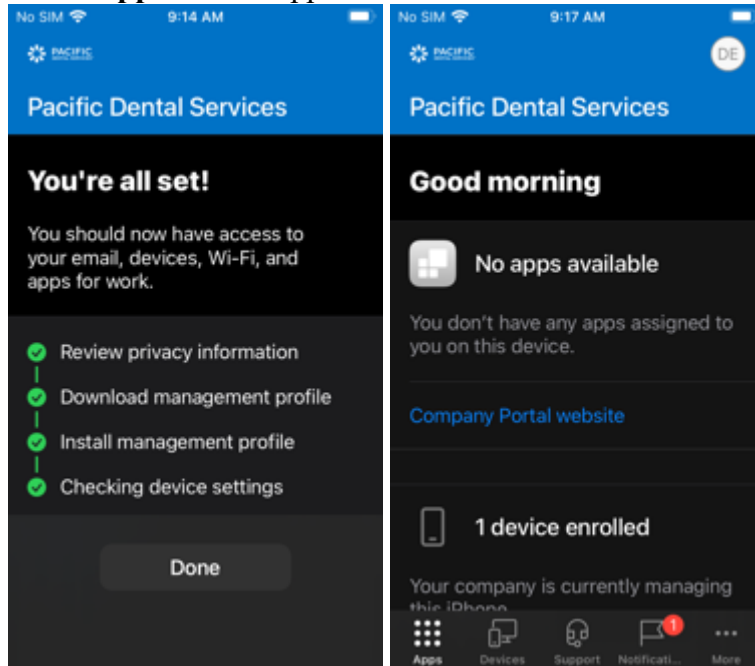 No SIM 9:14 AM
PACIFIC
Pacific Dental Services
You're all set!
You should now have access to
your email, devices, Wi-Fi, and
apps for work.
Review privacy information
Download management profile
Install management profile
Checking device settings
Done
No SIM 9:17 AM
PACIFIC
DE
Pacific Dental Services
Good morning
No apps available
You don't have any apps assigned to
you on this device.
Company Portal website
1 device enrolled
Your company is currently managing
this iPhone
1
Apps Devices Support Notificati... More